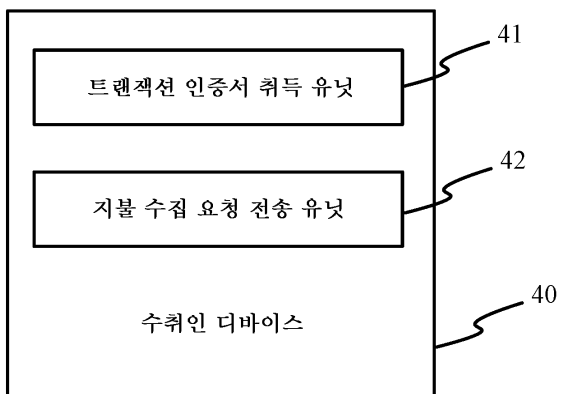 41
트랜잭션 인증서 취득 유닛
42
지불 수집 요청 전송 유닛
40
수취인 디바이스